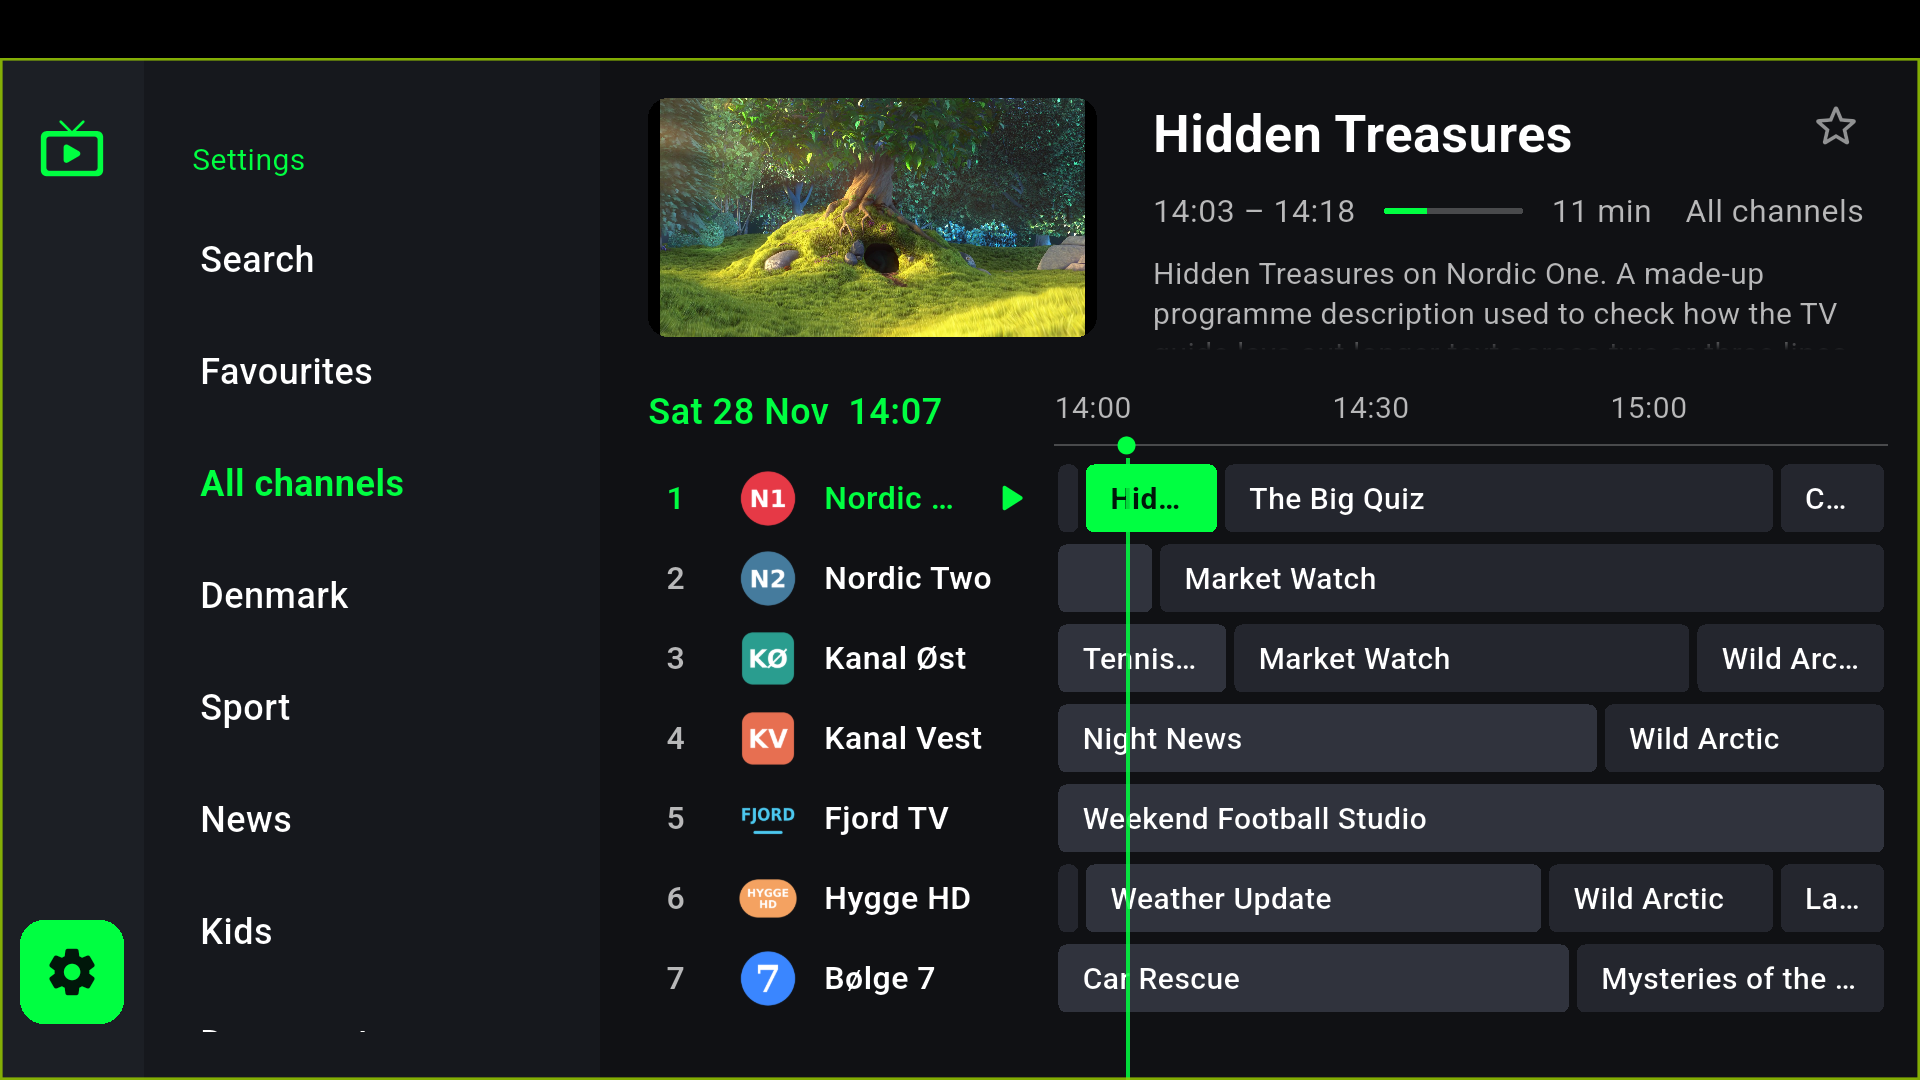 Settings
Search
Favourites
All channels
Denmark
Sport
News
Kids
Hidden Treasures
14:03 – 14:18 11 min All channels
Hidden Treasures on Nordic One. A made-up
programme description used to check how the TV
Sat 28 Nov 14:07 14:00 14:30 15:00
1 N1 Nordic ... Hid... The Big Quiz C...
2 N2 Nordic Two Market Watch
3 KØ Kanal Øst Tennis... Market Watch Wild Arc...
4 KV Kanal Vest Night News Wild Arctic
5 FJORD Fjord TV Weekend Football Studio
6 HYGGE HD Hygge HD Weather Update Wild Arctic La...
7 7 Bølge 7 Car Rescue Mysteries of the ...